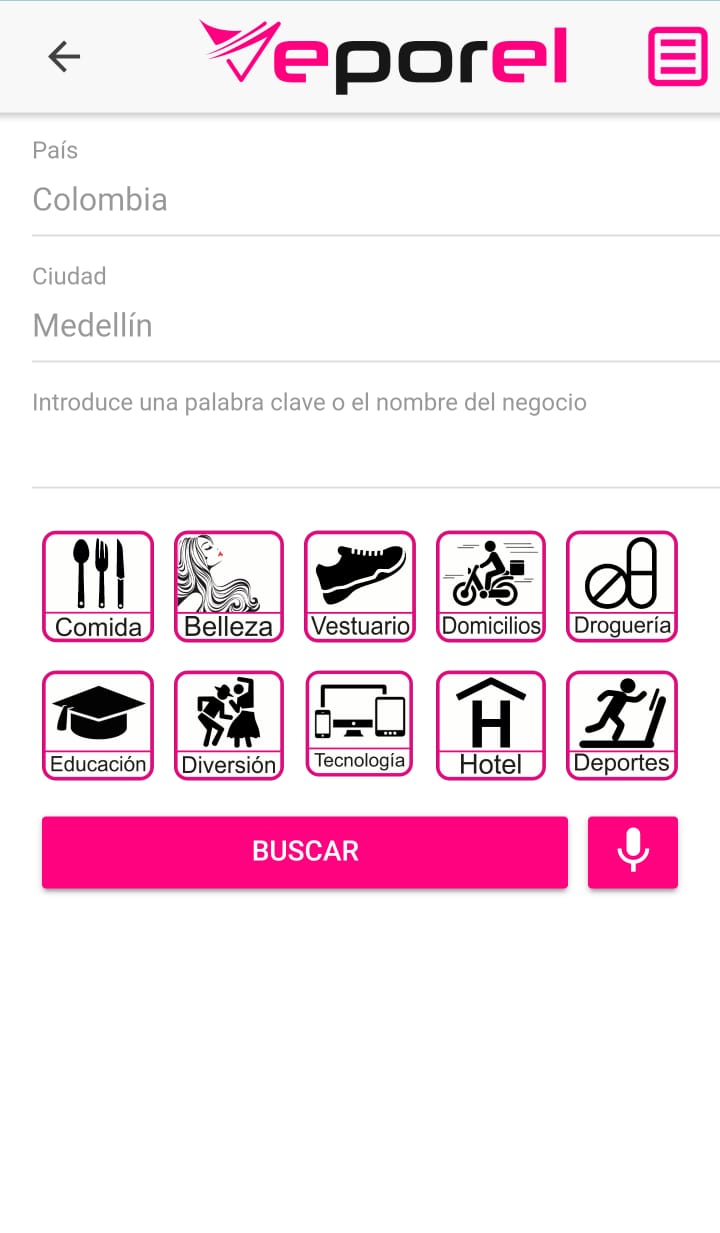 Veporel
País
Colombia
Ciudad
Medellín
Introduce una palabra clave o el nombre del negocio
Comida
Belleza
Vestuario
Domicilios
Droguería
Educación
Diversión
Tecnología
H
Hotel
Deportes
BUSCAR